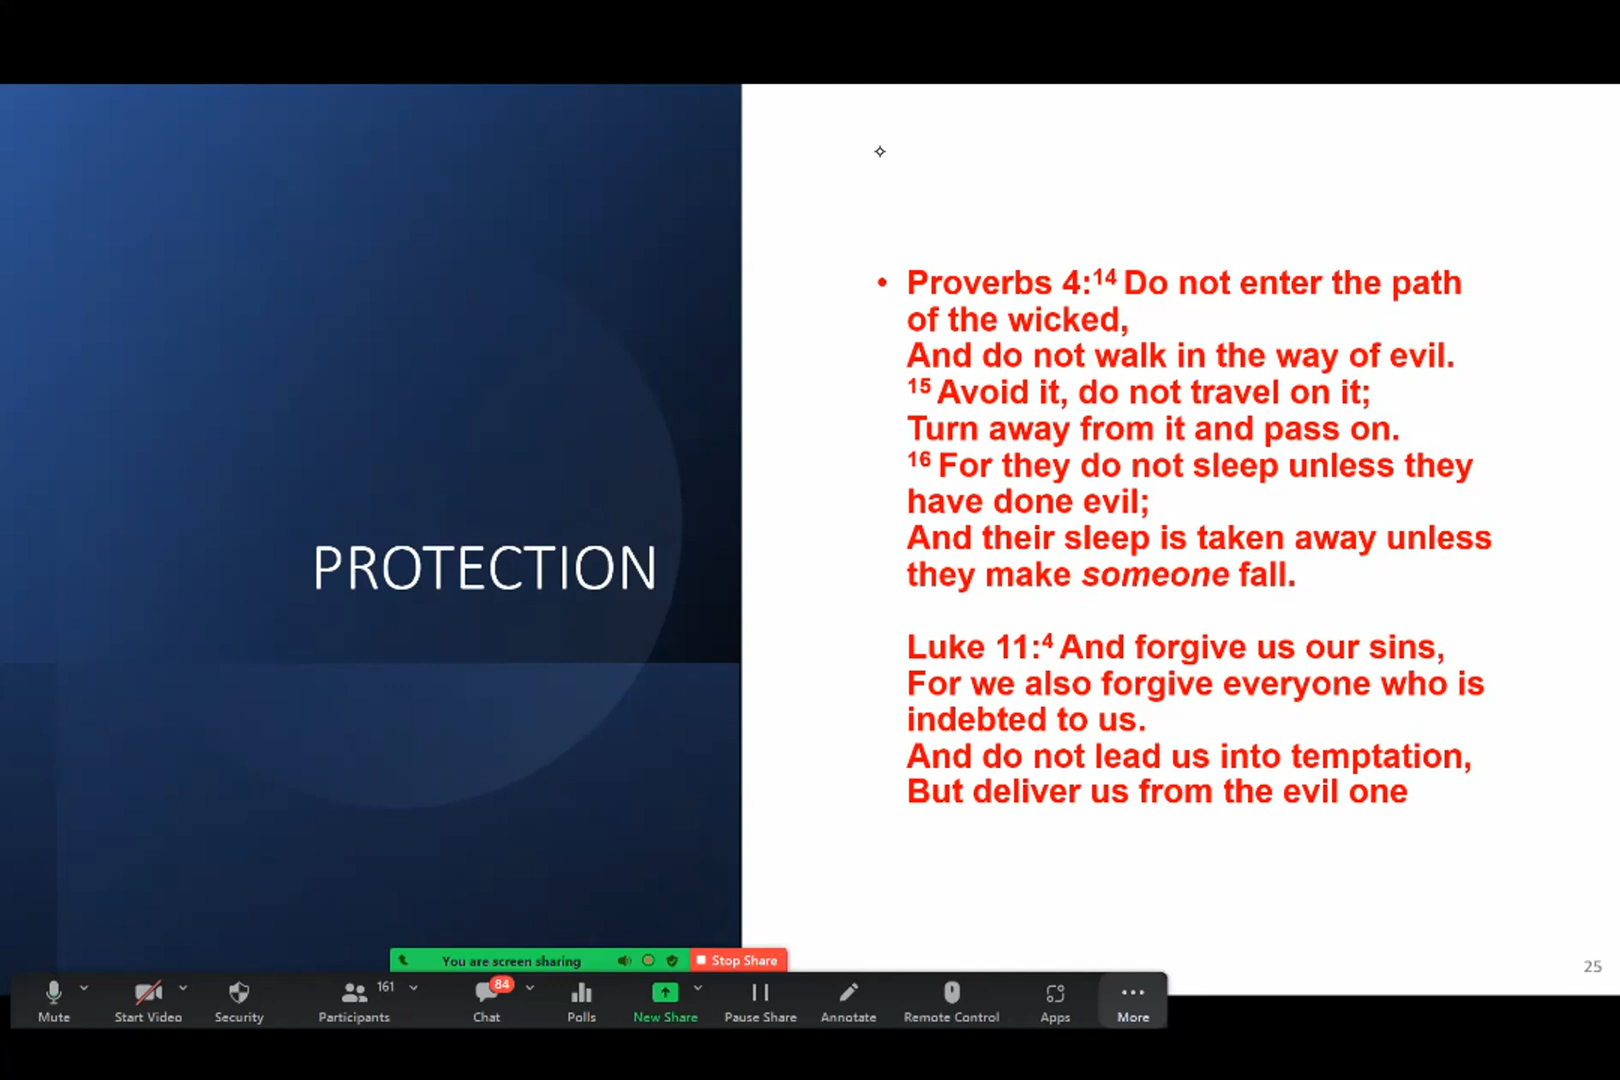 PROTECTION
• Proverbs 4:14 Do not enter the path
of the wicked,
And do not walk in the way of evil.
15 Avoid it, do not travel on it;
Turn away from it and pass on.
16 For they do not sleep unless they
have done evil;
And their sleep is taken away unless
they make someone fall.
Luke 11:4 And forgive us our sins,
For we also forgive everyone who is
indebted to us.
And do not lead us into temptation,
But deliver us from the evil one
25
You are screen sharing Stop Share
161 84
Mute Start Video Security Participants Chat Polls New Share Pause Share Annotate Remote Control Apps More